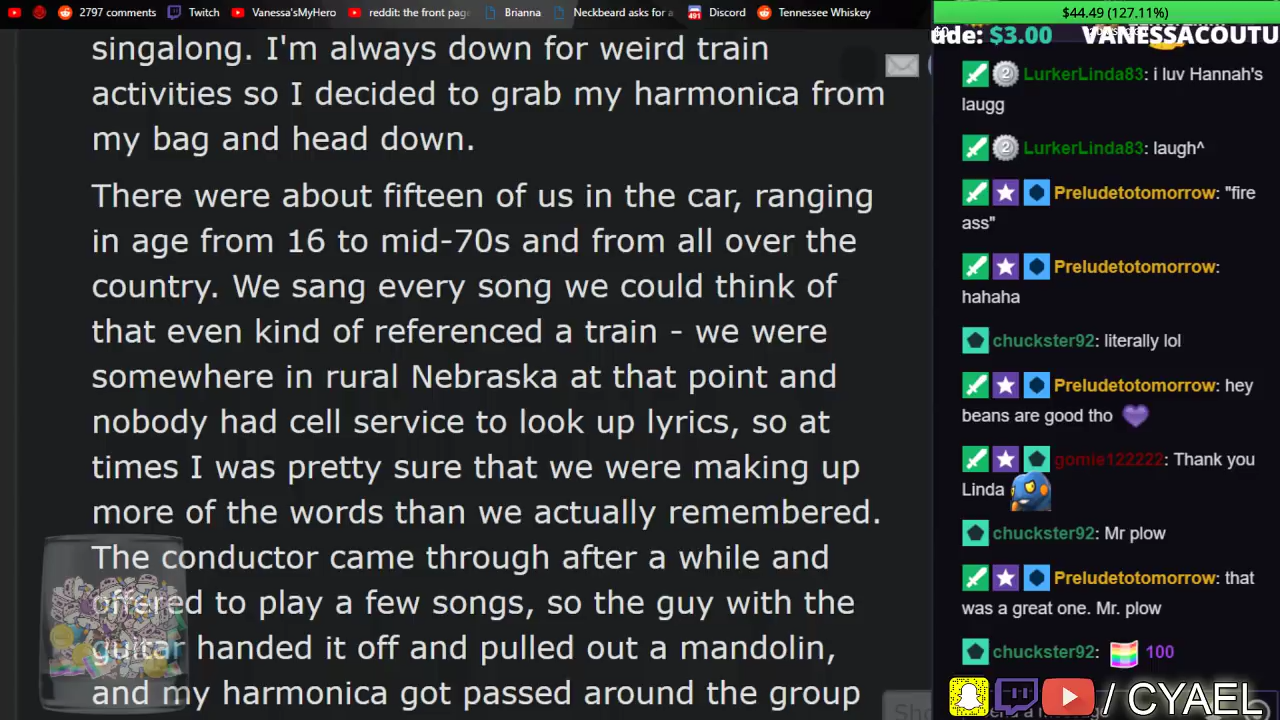 2797 comments Twitch Vanessa'sMyHero reddit: the front page Brianna Neckbeard asks for a Discord Tennessee Whiskey
singalong. I'm always down for weird train
activities so I decided to grab my harmonica from
my bag and head down.
There were about fifteen of us in the car, ranging
in age from 16 to mid-70s and from all over the
country. We sang every song we could think of
that even kind of referenced a train - we were
somewhere in rural Nebraska at that point and
nobody had cell service to look up lyrics, so at
times I was pretty sure that we were making up
more of the words than we actually remembered.
The conductor came through after a while and
offered to play a few songs, so the guy with the
guitar handed it off and pulled out a mandolin,
and my harmonica got passed around the group
$44.49 (127.11%)
ude: $3.00 VANESSACOUTU
LurkerLinda83: i luv Hannah's
laugg
LurkerLinda83: laugh^
Preludetotomorrow: "fire
ass"
Preludetotomorrow:
hahaha
chuckster92: literally lol
Preludetotomorrow: hey
beans are good tho
gomie122222: Thank you
Linda
chuckster92: Mr plow
Preludetotomorrow: that
was a great one. Mr. plow
chuckster92: 100
/ CYAEL